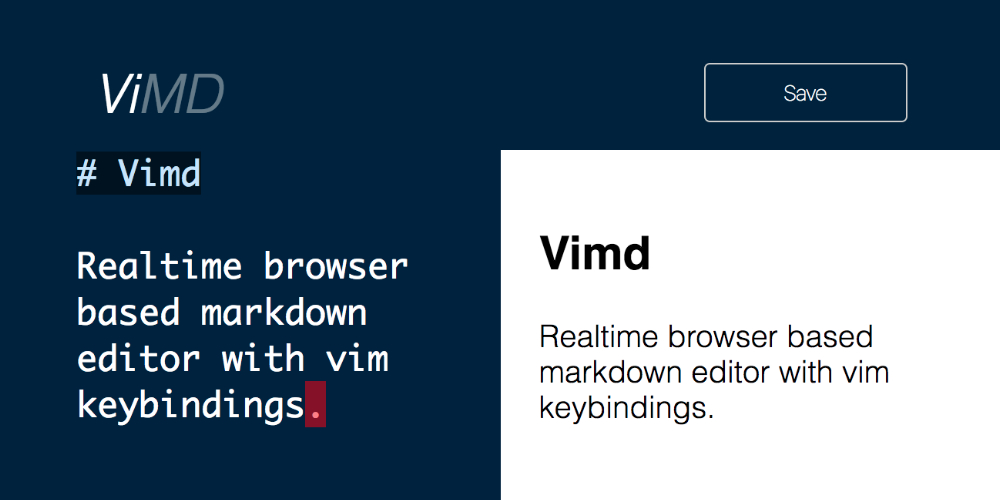 ViMD
Save
# Vimd
Realtime browser
based markdown
editor with vim
keybindings.
Vimd
Realtime browser based
markdown editor with vim
keybindings.